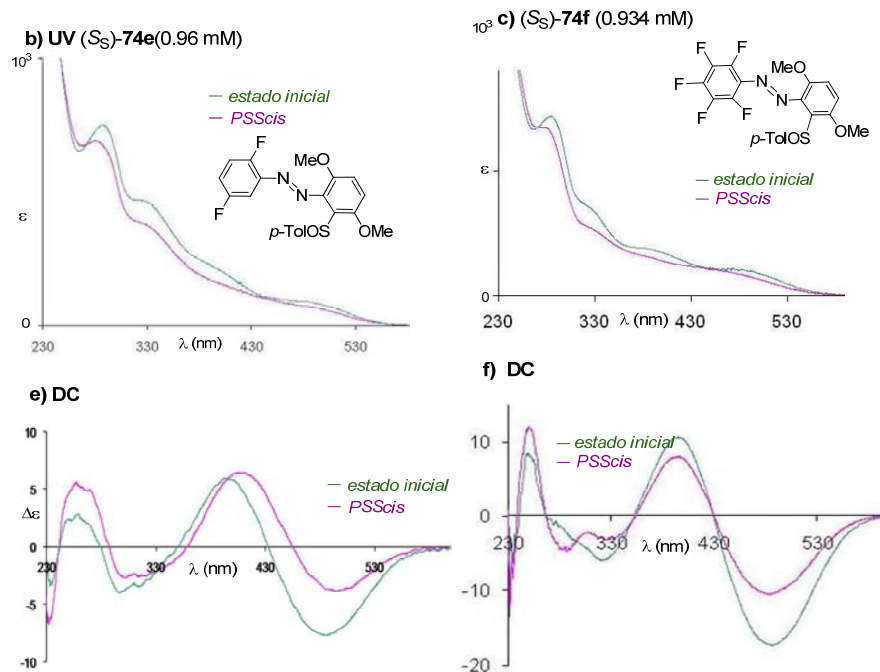 b) UV (SS)-74e(0.96 mM)
10³
estado inicial
PSScis
F
F
N
N
MeO
p-TolOS
OMe
ε
0
230
330
430
530
λ (nm)
c) (SS)-74f (0.934 mM)
10³
F
F
F
F
F
N
N
MeO
p-TolOS
OMe
estado inicial
PSScis
ε
0
230
330
430
530
λ (nm)
e) DC
10
5
0
-5
-10
Δε
estado inicial
PSScis
230
330
430
530
λ (nm)
f) DC
10
0
-10
-20
estado inicial
PSScis
230
330
430
530
λ (nm)